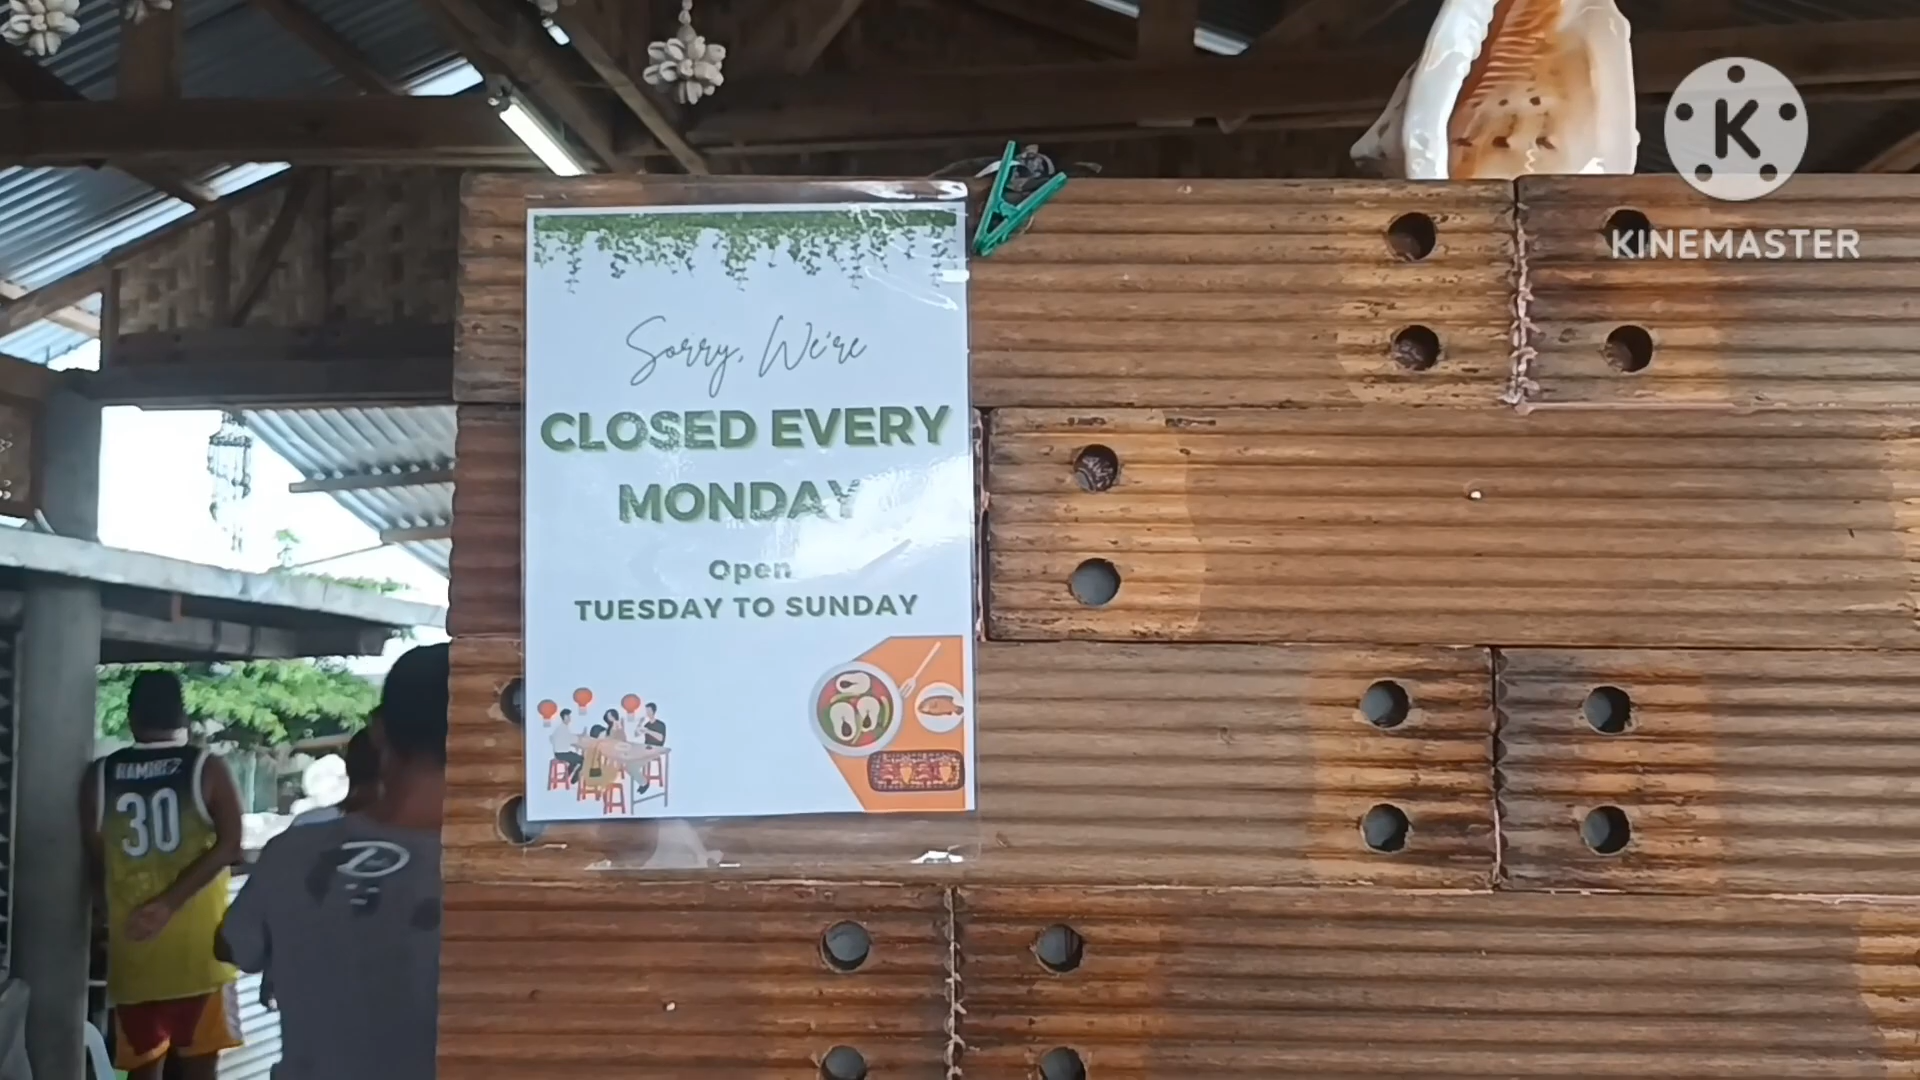 Sorry, We're
CLOSED EVERY
MONDAY
Open
TUESDAY TO SUNDAY
K
KINEMASTER
RAMIREZ
30